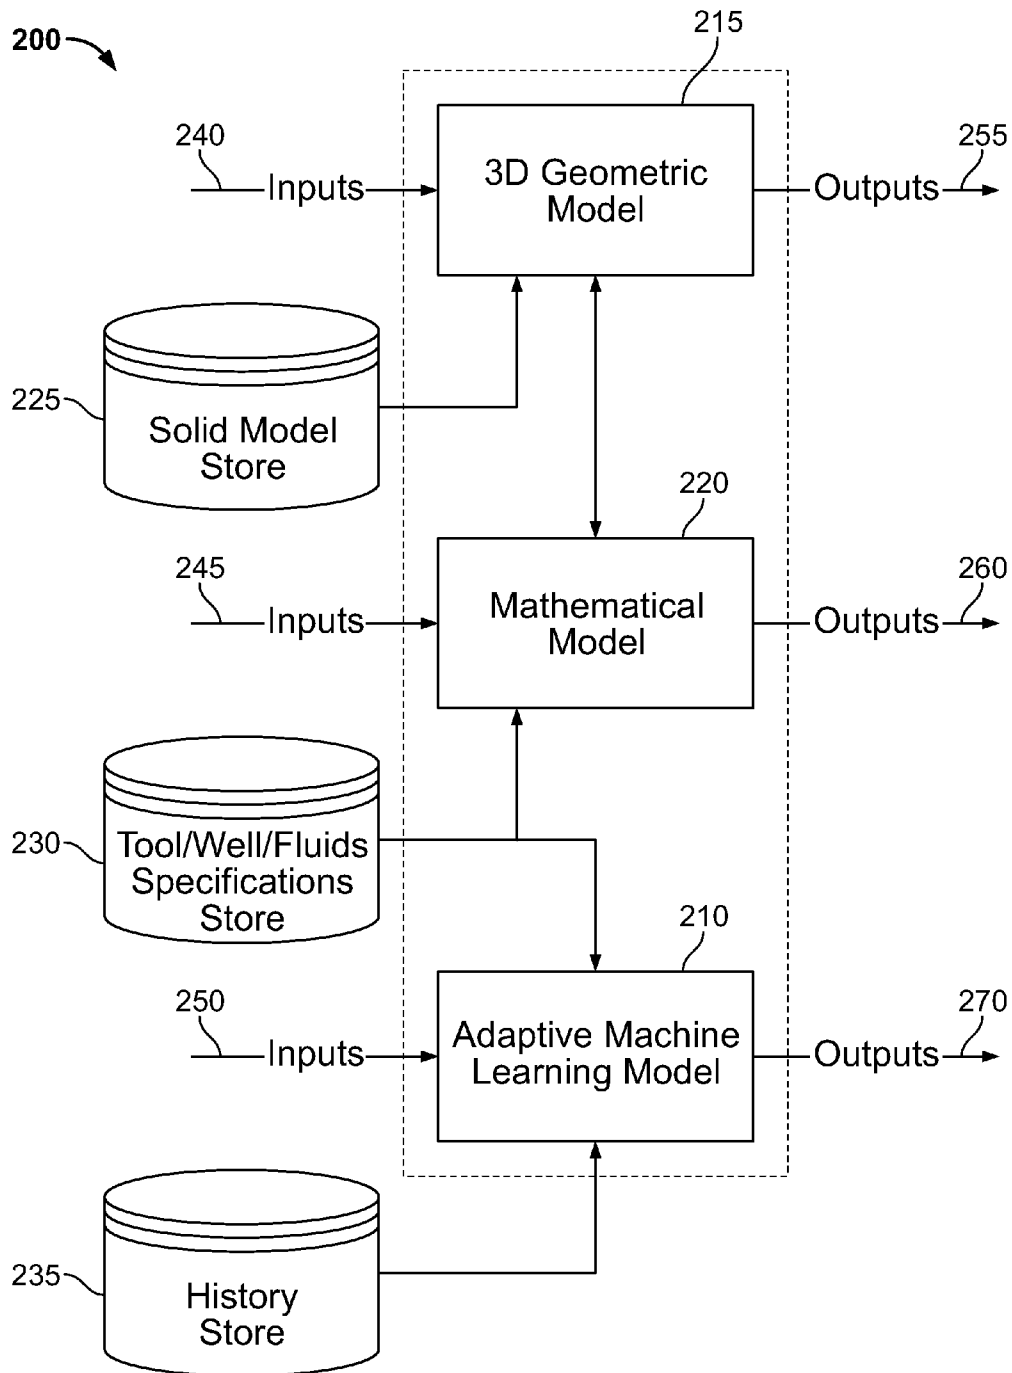 200
215
240
255
Inputs
3D Geometric
Model
Outputs
225
Solid Model
Store
220
245
260
Inputs
Mathematical
Model
Outputs
230
Tool/Well/Fluids
Specifications
Store
210
250
270
Inputs
Adaptive Machine
Learning Model
Outputs
235
History
Store